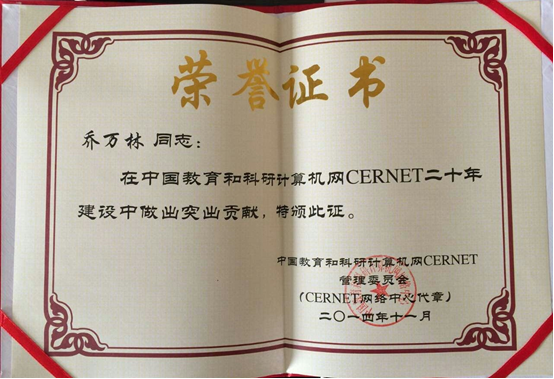 荣誉证书
乔万林 同志：
在中国教育和科研计算机网CERNET二十年
建设中做出突出贡献，特颁此证。
中国教育和科研计算机网CERNET
管理委员会
（CERNET网络中心代章）
二〇一四年十一月